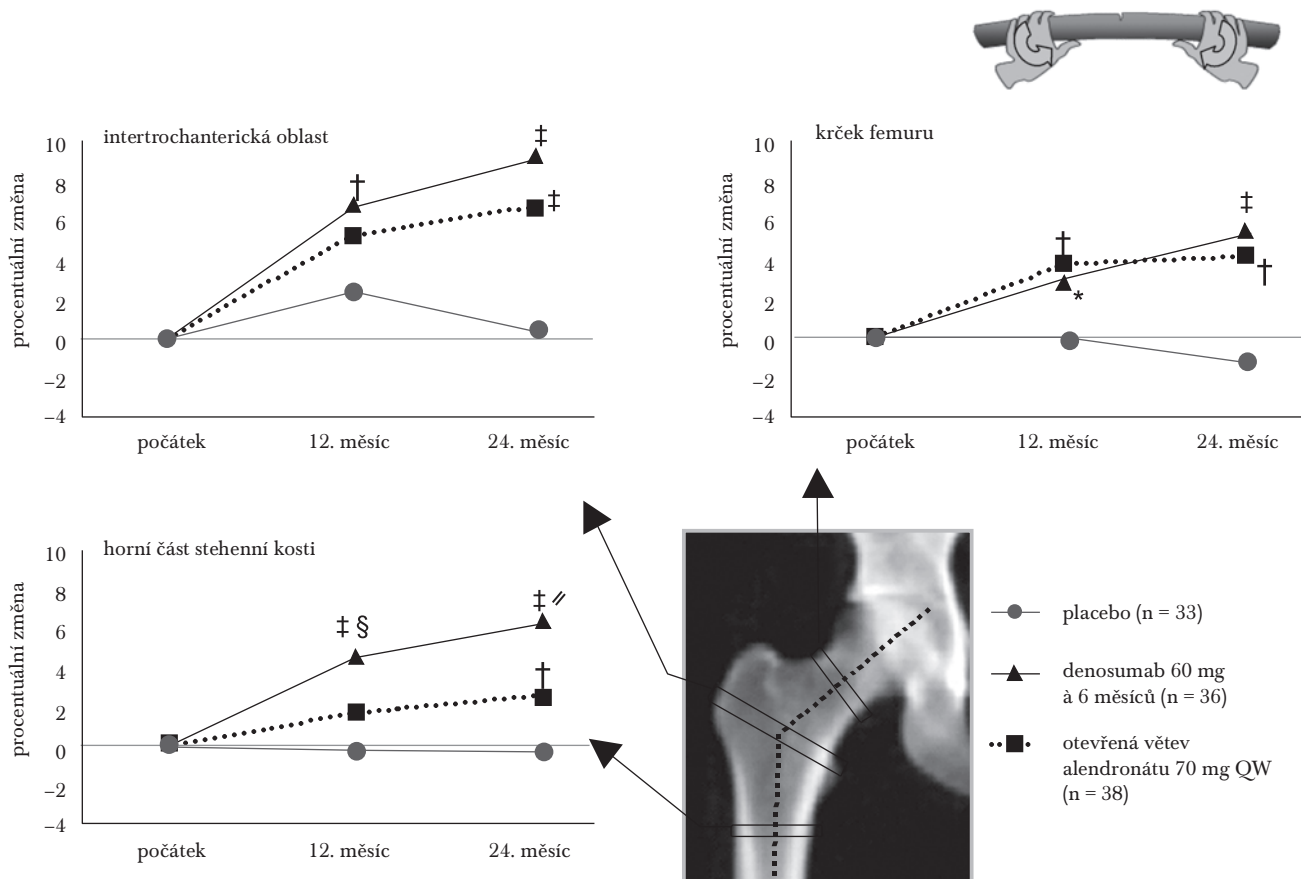 intertrochanterická oblast
procentuální změna
10
8
6
4
2
0
−2
−4
†
‡
‡
počátek
12. měsíc
24. měsíc
krček femuru
procentuální změna
10
8
6
4
2
0
−2
−4
†
*
‡
†
počátek
12. měsíc
24. měsíc
horní část stehenní kosti
procentuální změna
10
8
6
4
2
0
−2
−4
‡ §
‡ //
†
počátek
12. měsíc
24. měsíc
placebo (n = 33)
denosumab 60 mg
à 6 měsíců (n = 36)
otevřená větev
alendronátu 70 mg QW
(n = 38)